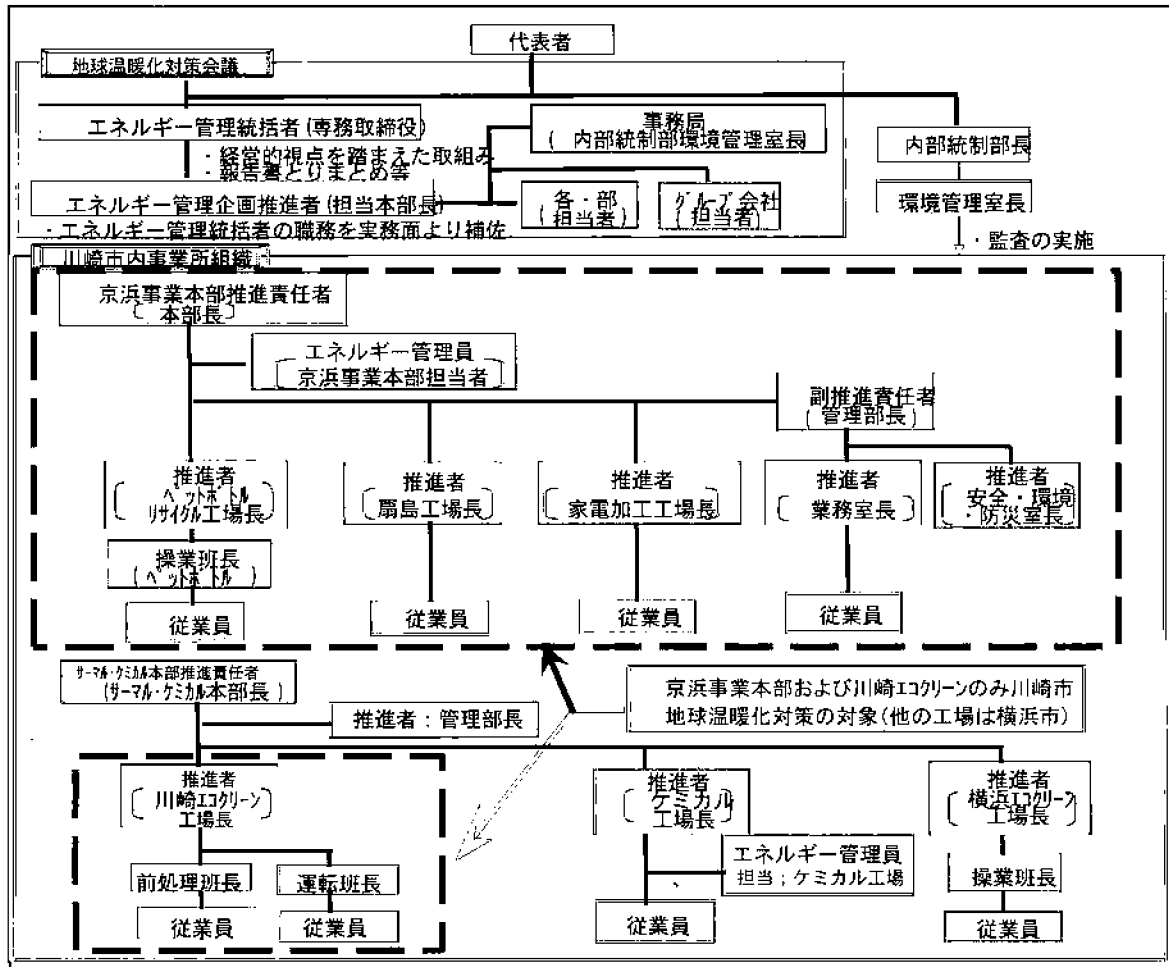 代表者
地球温暖化対策会議
エネルギー管理統括者(専務取締役)
・経営的視点を踏まえた取組み
・報告書とりまとめ等
エネルギー管理企画推進者(担当本部長)
・エネルギー管理統括者の職務を実務面より補佐
事務局
(内部統制部環境管理室長)
各・部
(担当者)
グループ会社
(担当者)
内部統制部長
環境管理室長
・監査の実施
川崎市内事業所組織
京浜事業本部推進責任者
(本部長)
エネルギー管理員
(京浜事業本部担当者)
副推進責任者
(管理部長)
推進者
(ペットボトル
リサイクル工場長)
操業班長
(ペットボトル)
従業員
推進者
(扇島工場長)
従業員
推進者
(家電加工工場長)
従業員
推進者
(業務室長)
従業員
推進者
(安全・環境
・防災室長)
サーマル・ケミカル本部推進責任者
(サーマル・ケミカル本部長)
推進者:管理部長
京浜事業本部および川崎エコクリーンのみ川崎市
地球温暖化対策の対象(他の工場は横浜市)
推進者
(川崎エコクリーン
工場長)
前処理班長
従業員
運転班長
従業員
推進者
(ケミカル
工場長)
エネルギー管理員
担当;ケミカル工場
従業員
推進者
(横浜エコクリーン
工場長)
操業班長
従業員